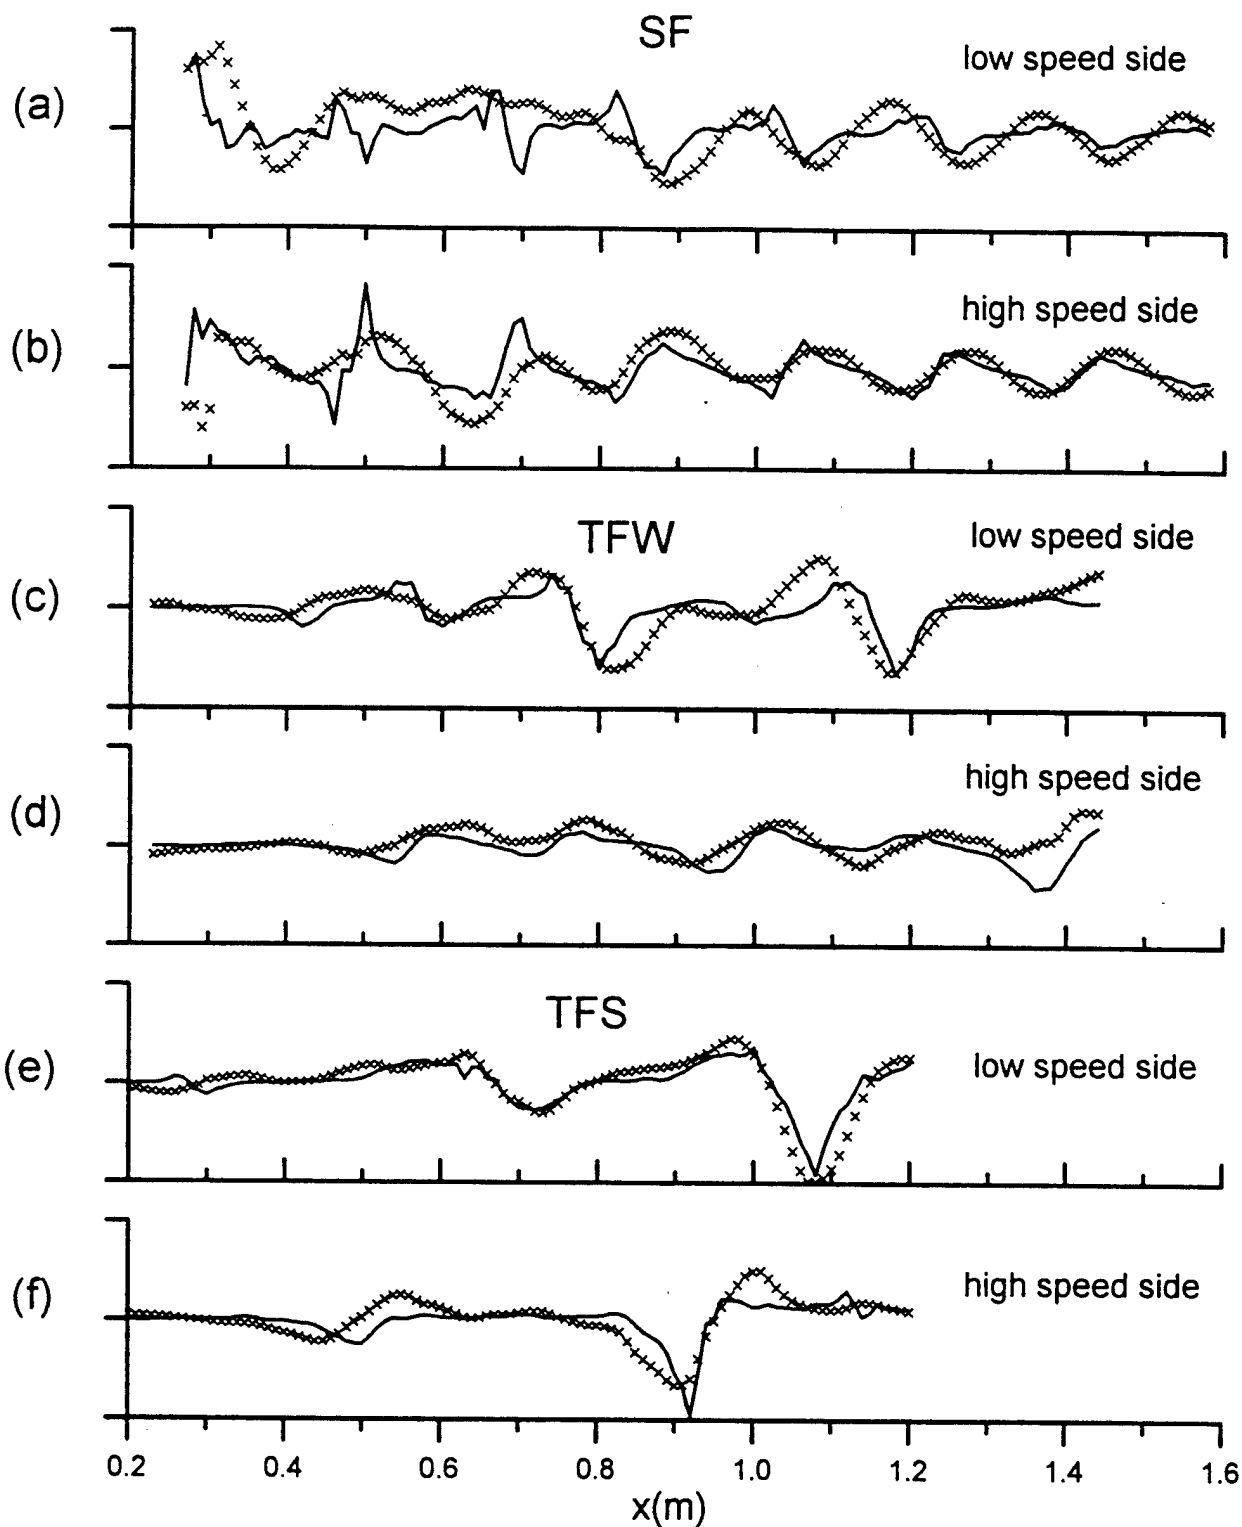 SF
low speed side
(a)
high speed side
(b)
TFW
low speed side
(c)
high speed side
(d)
TFS
low speed side
(e)
high speed side
(f)
0.2 0.4 0.6 0.8 1.0 1.2 1.4 1.6
x(m)